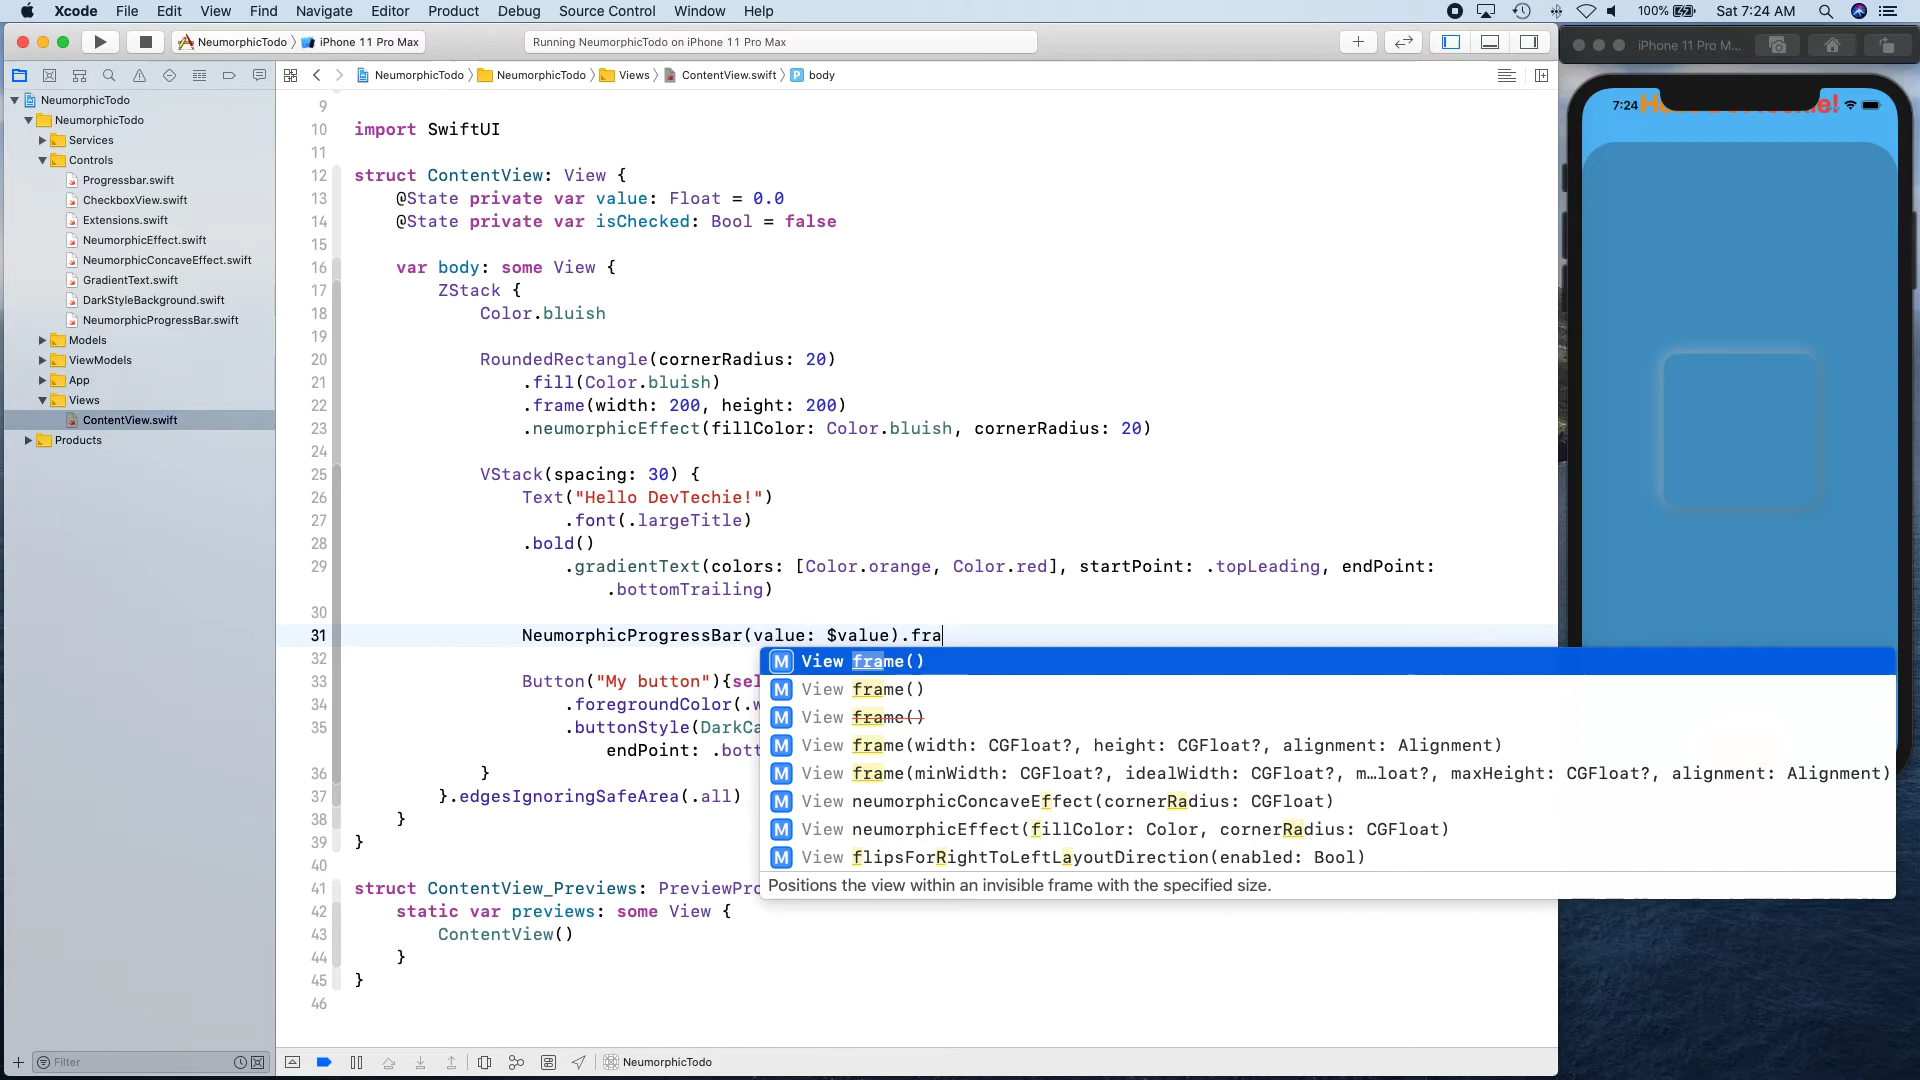 Xcode File Edit View Find Navigate Editor Product Debug Source Control Window Help 100% Sat 7:24 AM
NeumorphicTodo iPhone 11 Pro Max Running NeumorphicTodo on iPhone 11 Pro Max iPhone 11 Pro M...
NeumorphicTodo NeumorphicTodo Views ContentView.swift P body
NeumorphicTodo
NeumorphicTodo
Services
Controls
Progressbar.swift
CheckboxView.swift
Extensions.swift
NeumorphicEffect.swift
NeumorphicConcaveEffect.swift
GradientText.swift
DarkStyleBackground.swift
NeumorphicProgressBar.swift
Models
ViewModels
App
Views
ContentView.swift
Products
Filter
9
10 import SwiftUI
11
12 struct ContentView: View {
13 @State private var value: Float = 0.0
14 @State private var isChecked: Bool = false
15
16 var body: some View {
17 ZStack {
18 Color.bluish
19
20 RoundedRectangle(cornerRadius: 20)
21 .fill(Color.bluish)
22 .frame(width: 200, height: 200)
23 .neumorphicEffect(fillColor: Color.bluish, cornerRadius: 20)
24
25 VStack(spacing: 30) {
26 Text("Hello DevTechie!")
27 .font(.largeTitle)
28 .bold()
29 .gradientText(colors: [Color.orange, Color.red], startPoint: .topLeading, endPoint:
.bottomTrailing)
30
31 NeumorphicProgressBar(value: $value).fra
32
33 Button("My button"){sel
34 .foregroundColor(.w
35 .buttonStyle(DarkCa
endPoint: .bott
36 }
37 }.edgesIgnoringSafeArea(.all)
38 }
39 }
40
41 struct ContentView_Previews: PreviewPro
42 static var previews: some View {
43 ContentView()
44 }
45 }
46
M View frame()
M View frame()
M View frame()
M View frame(width: CGFloat?, height: CGFloat?, alignment: Alignment)
M View frame(minWidth: CGFloat?, idealWidth: CGFloat?, m…loat?, maxHeight: CGFloat?, alignment: Alignment)
M View neumorphicConcaveEffect(cornerRadius: CGFloat)
M View neumorphicEffect(fillColor: Color, cornerRadius: CGFloat)
M View flipsForRightToLeftLayoutDirection(enabled: Bool)
Positions the view within an invisible frame with the specified size.
NeumorphicTodo
7:24